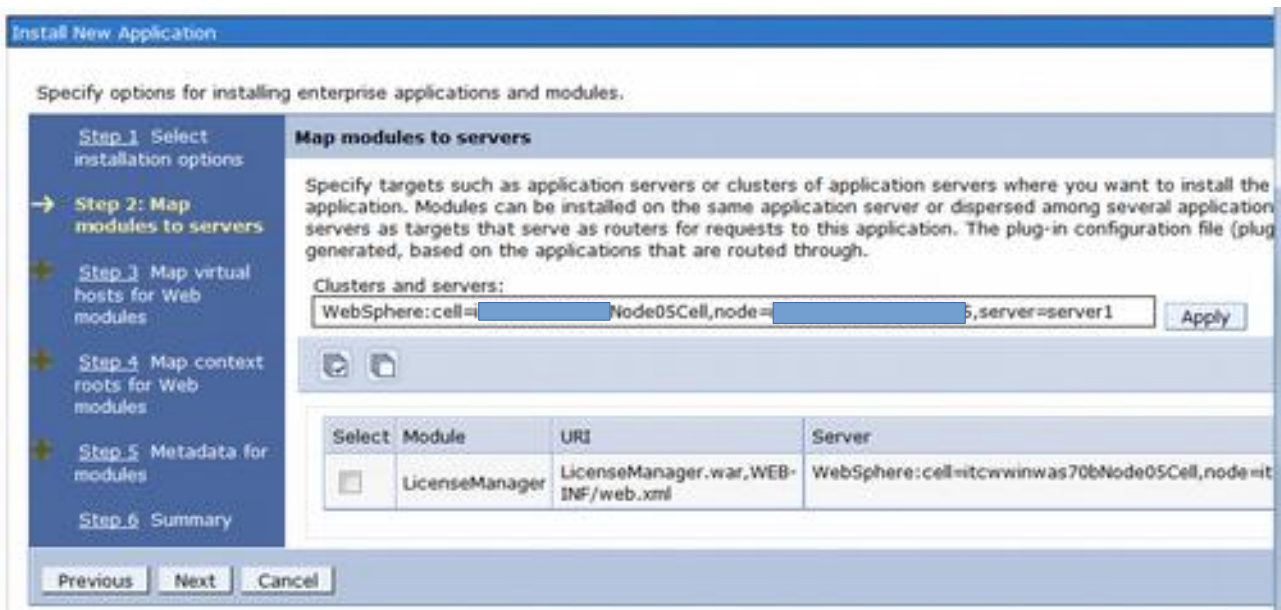 Install New Application
Specify options for installing enterprise applications and modules.
Step 1 Select
installation options
Step 2: Map
modules to servers
Step 3 Map virtual
hosts for Web
modules
Step 4 Map context
roots for Web
modules
Step 5 Metadata for
modules
Step 6 Summary
Map modules to servers
Specify targets such as application servers or clusters of application servers where you want to install the
application. Modules can be installed on the same application server or dispersed among several application
servers as targets that serve as routers for requests to this application. The plug-in configuration file (plug
generated, based on the applications that are routed through.
Clusters and servers:
WebSphere:cell= Node05Cell,node= ,server=server1
Apply
Select Module URI Server
LicenseManager LicenseManager.war,WEB- WebSphere:cell=itcwwinwas70bNode05Cell,node=it
INF/web.xml
Previous Next Cancel